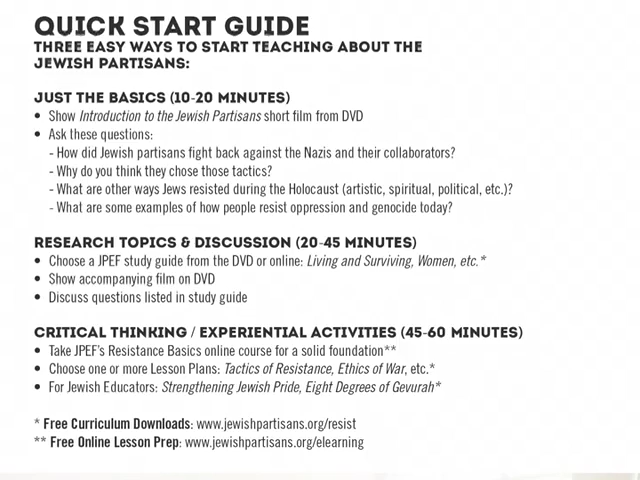 QUICK START GUIDE
THREE EASY WAYS TO START TEACHING ABOUT THE
JEWISH PARTISANS:
JUST THE BASICS (10-20 MINUTES)
• Show Introduction to the Jewish Partisans short film from DVD
• Ask these questions:
- How did Jewish partisans fight back against the Nazis and their collaborators?
- Why do you think they chose those tactics?
- What are other ways Jews resisted during the Holocaust (artistic, spiritual, political, etc.)?
- What are some examples of how people resist oppression and genocide today?
RESEARCH TOPICS & DISCUSSION (20-45 MINUTES)
• Choose a JPEF study guide from the DVD or online: Living and Surviving, Women, etc.*
• Show accompanying film on DVD
• Discuss questions listed in study guide
CRITICAL THINKING / EXPERIENTIAL ACTIVITIES (45-60 MINUTES)
• Take JPEF's Resistance Basics online course for a solid foundation**
• Choose one or more Lesson Plans: Tactics of Resistance, Ethics of War, etc.*
• For Jewish Educators: Strengthening Jewish Pride, Eight Degrees of Gevurah*
* Free Curriculum Downloads: www.jewishpartisans.org/resist
** Free Online Lesson Prep: www.jewishpartisans.org/elearning